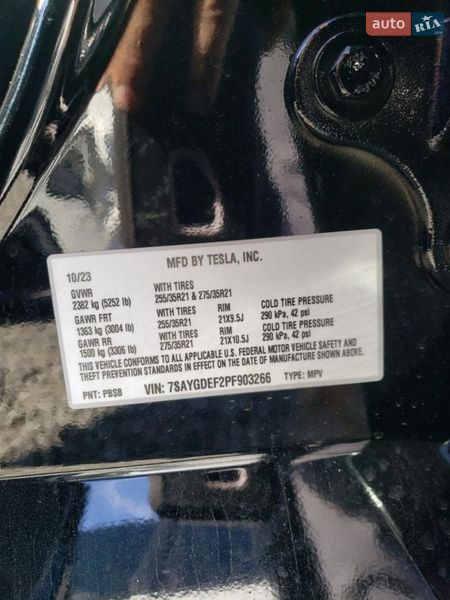 auto RIA
.com
MFD BY TESLA, INC.
10/23
GVWR WITH TIRES
2382 kg (5252 lb) 255/35R21 & 275/35R21
GAWR FRT WITH TIRES RIM COLD TIRE PRESSURE
1363 kg (3004 lb) 255/35R21 21X9.5J 290 kPa, 42 psi
GAWR RR WITH TIRES RIM COLD TIRE PRESSURE
1500 kg (3306 lb) 275/35R21 21X10.5J 290 kPa, 42 psi
THIS VEHICLE CONFORMS TO ALL APPLICABLE U.S. FEDERAL MOTOR VEHICLE SAFETY AND
THEFT PREVENTION STANDARDS IN EFFECT ON THE DATE OF MANUFACTURE SHOWN ABOVE.
PNT: PBSB VIN: 7SAYGDEF2PF903266 TYPE: MPV